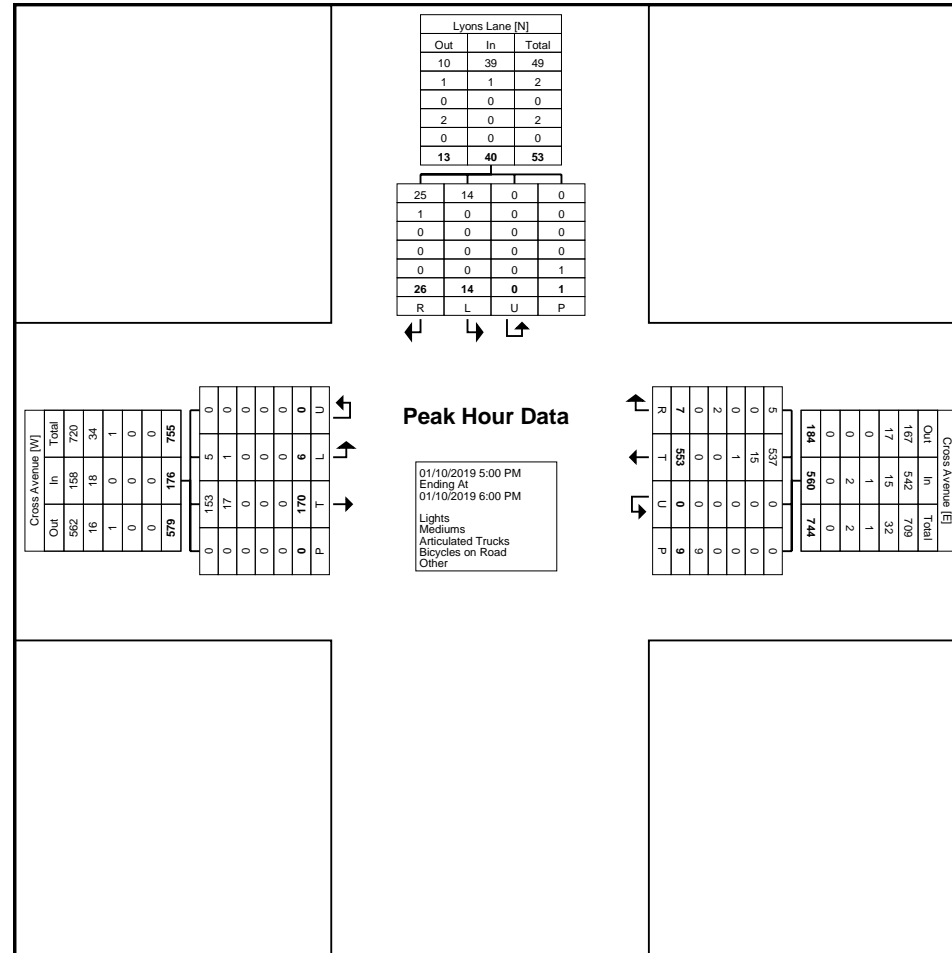 Lyons Lane [N]
Out In Total
10 39 49
1 1 2
0 0 0
2 0 2
0 0 0
13 40 53
25 14 0 0
1 0 0 0
0 0 0 0
0 0 0 0
0 0 0 1
26 14 0 1
R L U P
Cross Avenue [W]
Out In Total
562 158 720
16 18 34
1 0 1
0 0 0
0 0 0
579 176 755
0 153 5 0
0 17 1 0
0 0 0 0
0 0 0 0
0 0 0 0
0 170 6 0
P T L U
Peak Hour Data
01/10/2019 5:00 PM
Ending At
01/10/2019 6:00 PM
Lights
Mediums
Articulated Trucks
Bicycles on Road
Other
Cross Avenue [E]
Out In Total
167 542 709
17 15 32
0 1 1
0 2 2
0 0 0
184 560 744
5 537 0 0
0 15 0 0
0 1 0 0
2 0 0 0
0 0 0 9
7 553 0 9
R T U P